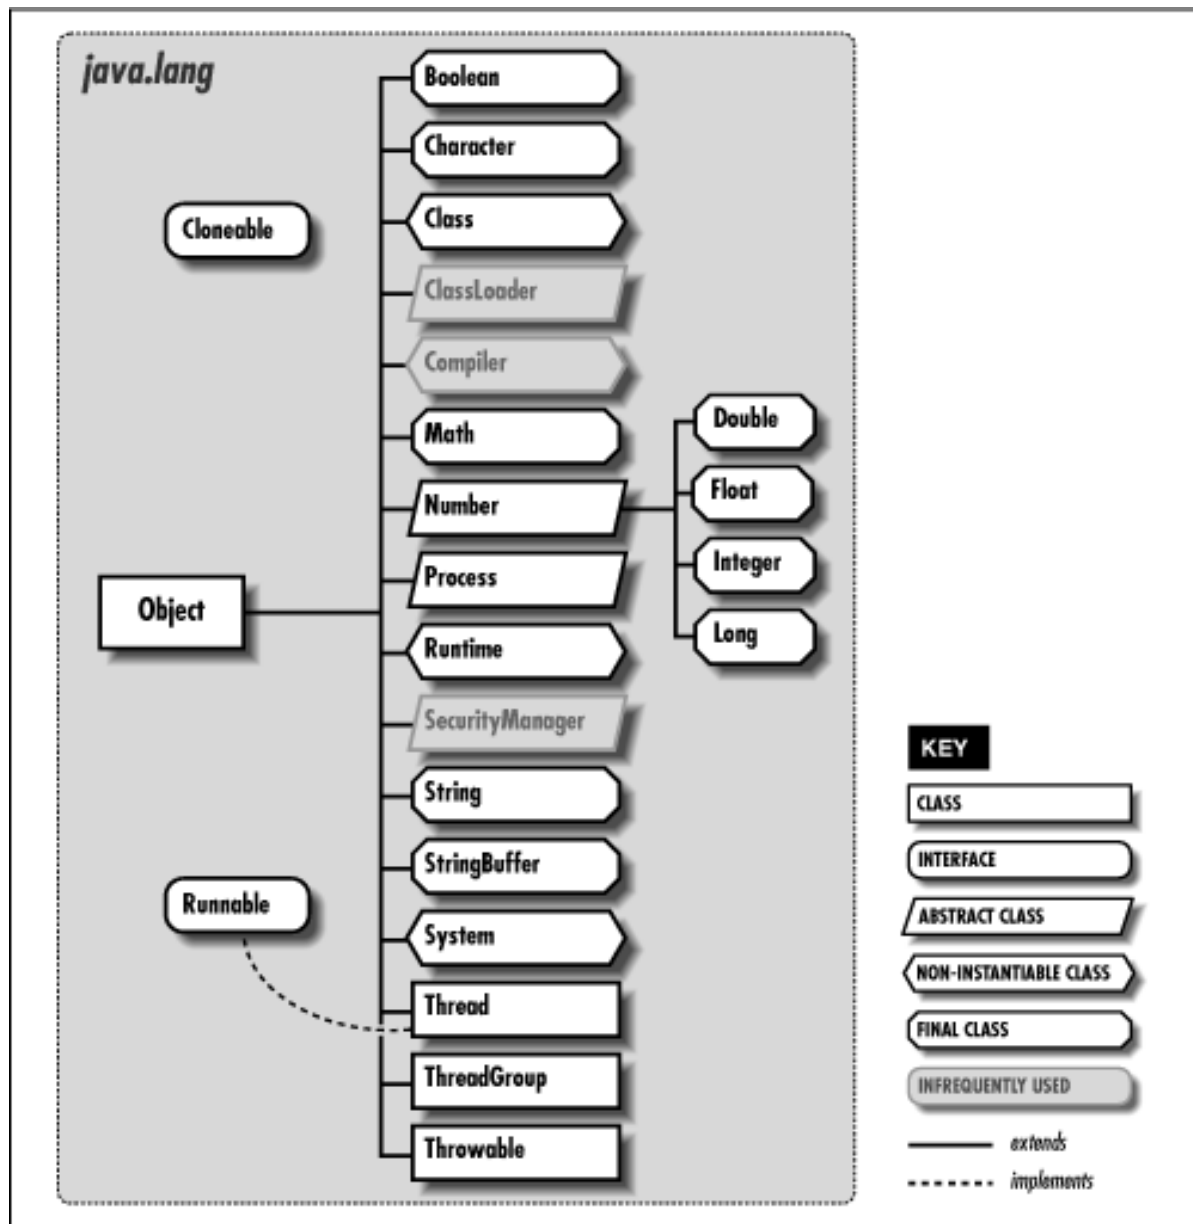 java.lang
Boolean
Character
Cloneable
Class
ClassLoader
Compiler
Math
Double
Number
Float
Process
Integer
Object
Runtime
Long
SecurityManager
String
StringBuffer
Runnable
System
Thread
ThreadGroup
Throwable
KEY
CLASS
INTERFACE
ABSTRACT CLASS
NON-INSTANTIABLE CLASS
FINAL CLASS
INFREQUENTLY USED
extends
implements